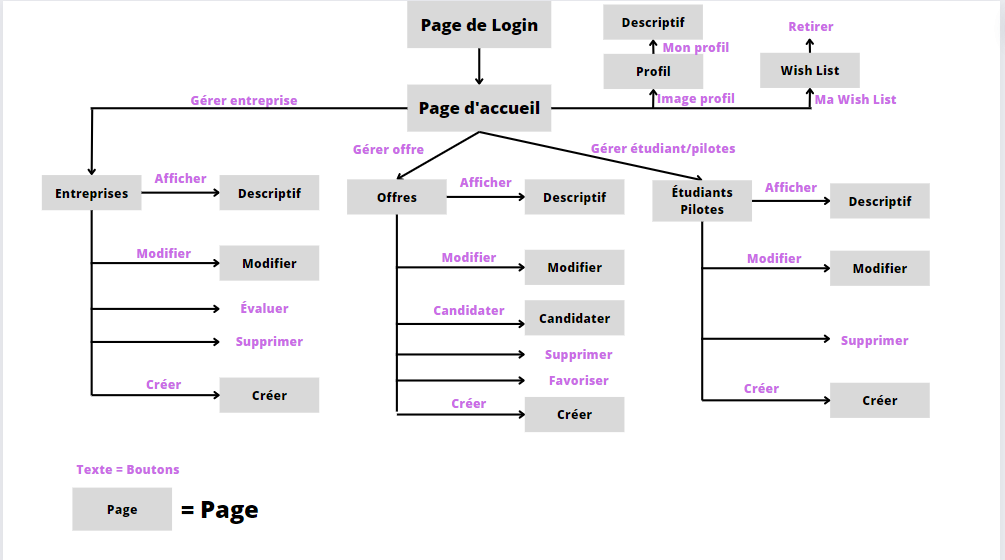 Page de Login
Descriptif
Retirer
Mon profil
Profil
Wish List
Gérer entreprise
Page d'accueil
Image profil
Ma Wish List
Gérer offre
Gérer étudiant/pilotes
Entreprises
Afficher
Descriptif
Modifier
Modifier
Évaluer
Supprimer
Créer
Créer
Offres
Afficher
Descriptif
Modifier
Modifier
Candidater
Candidater
Supprimer
Favoriser
Créer
Créer
Étudiants
Pilotes
Afficher
Descriptif
Modifier
Modifier
Supprimer
Créer
Créer
Texte = Boutons
Page
= Page